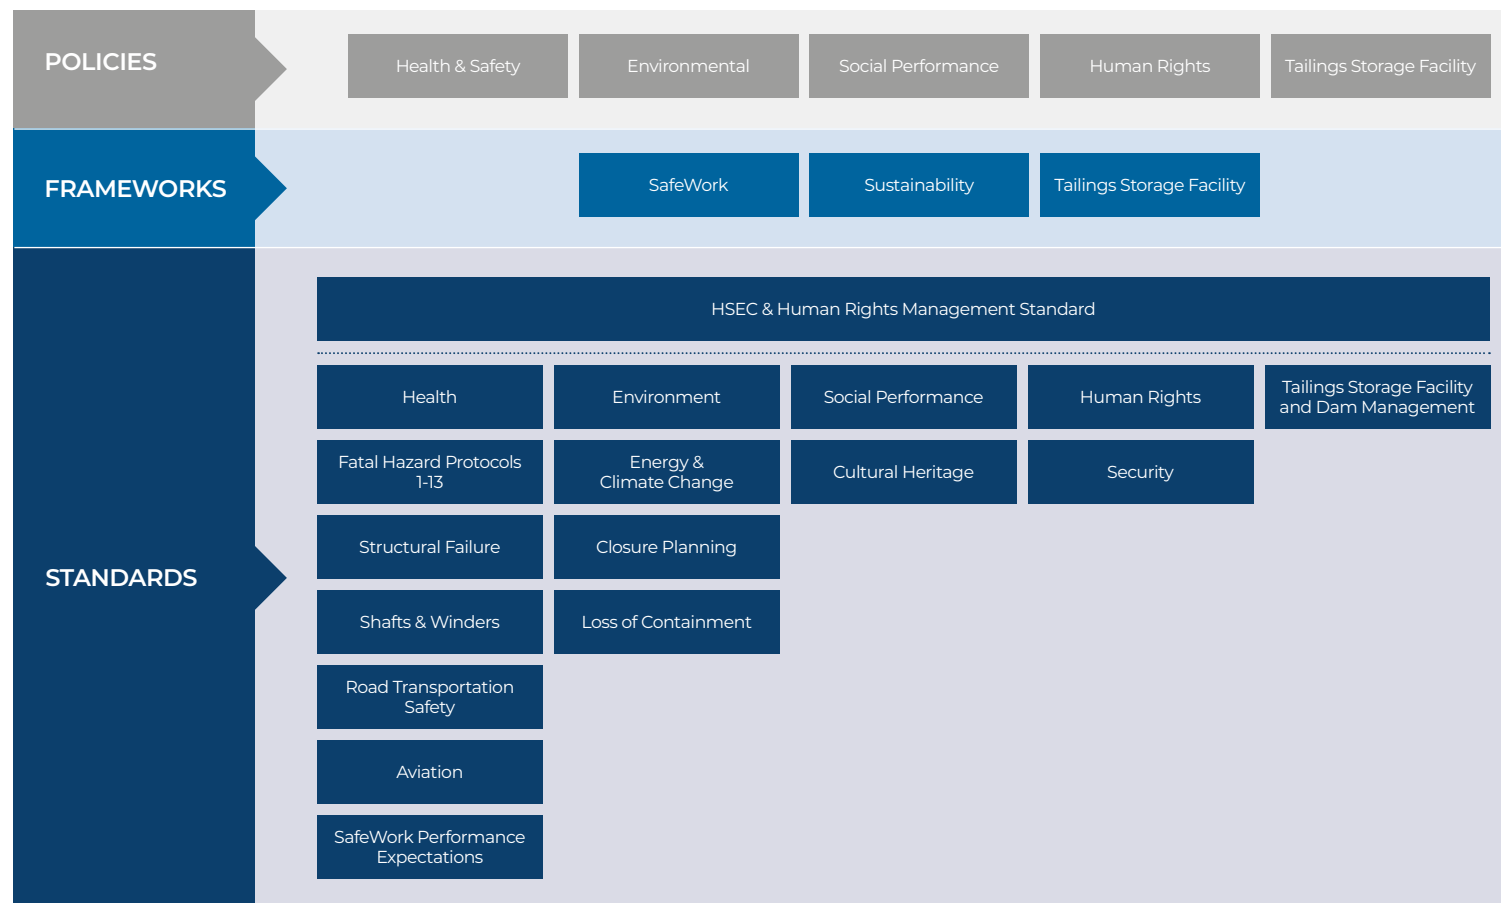 POLICIES
Health & Safety
Environmental
Social Performance
Human Rights
Tailings Storage Facility
FRAMEWORKS
SafeWork
Sustainability
Tailings Storage Facility
STANDARDS
HSEC & Human Rights Management Standard
Health
Environment
Social Performance
Human Rights
Tailings Storage Facility
and Dam Management
Fatal Hazard Protocols
1-13
Energy &
Climate Change
Cultural Heritage
Security
Structural Failure
Closure Planning
Shafts & Winders
Loss of Containment
Road Transportation
Safety
Aviation
SafeWork Performance
Expectations